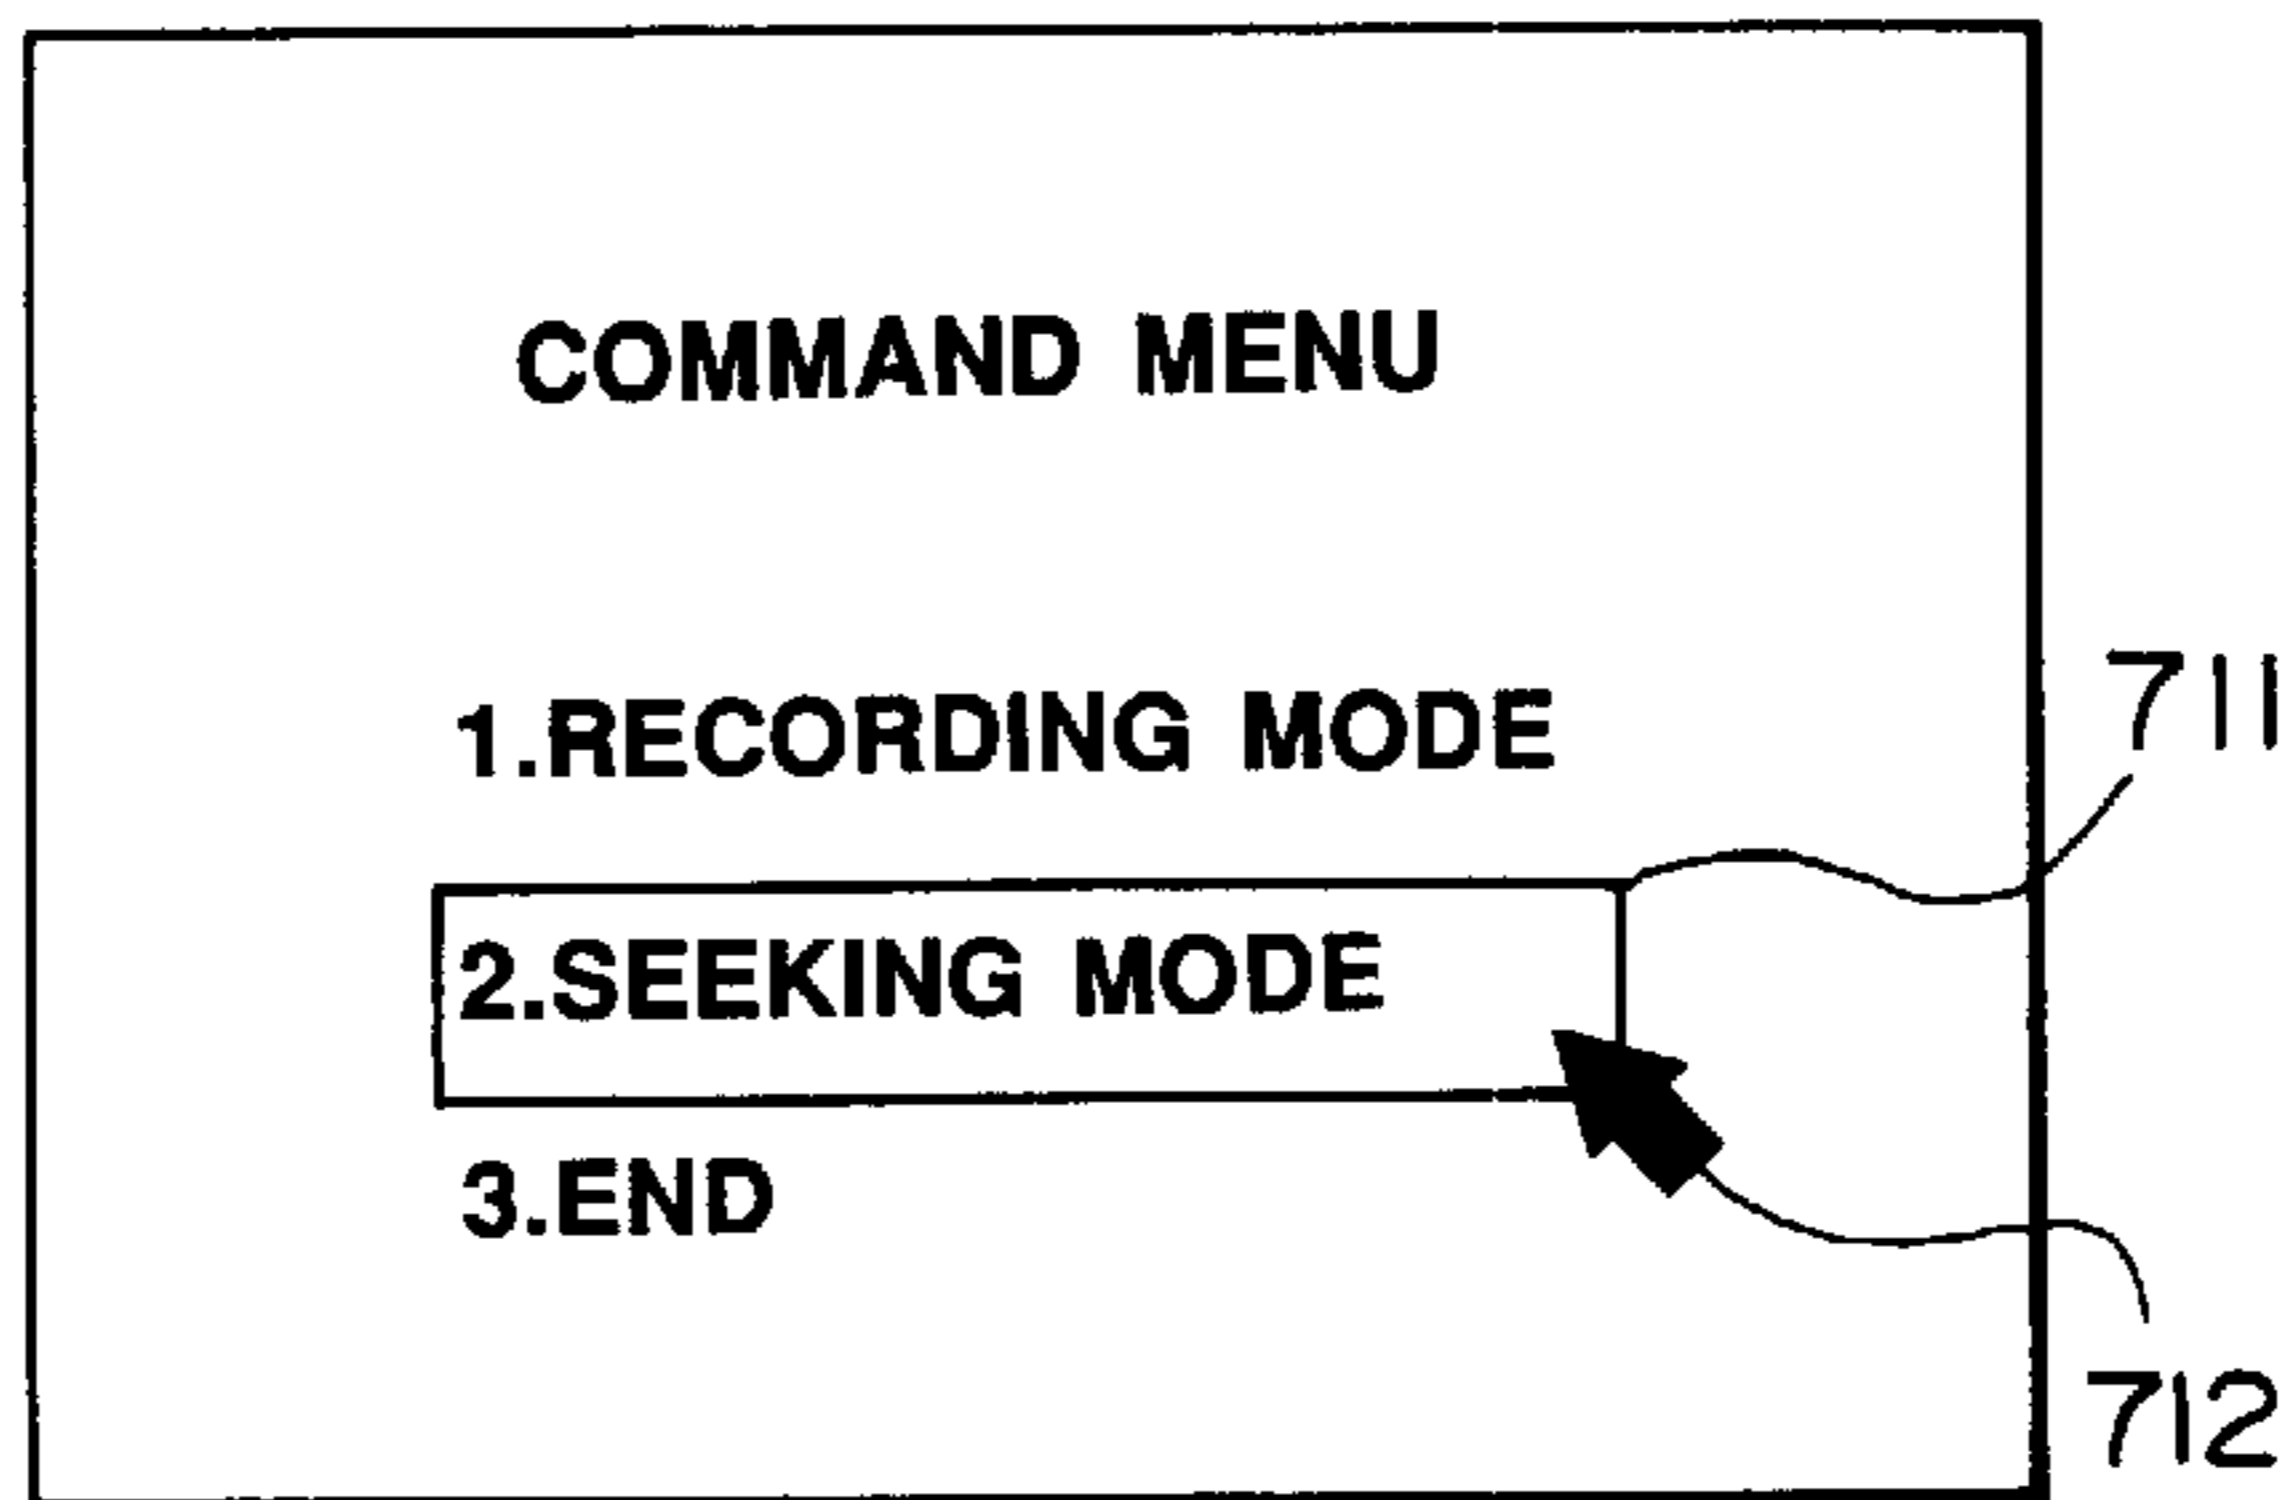 COMMAND MENU
1.RECORDING MODE
711
2.SEEKING MODE
3.END
712